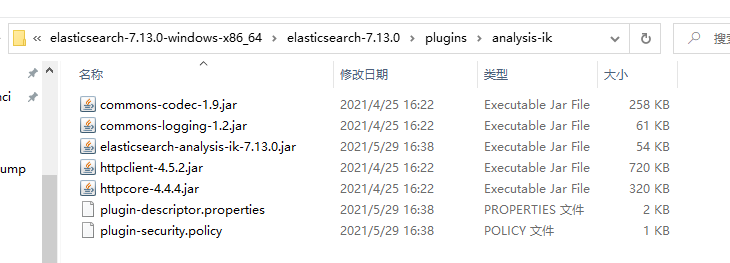 « elasticsearch-7.13.0-windows-x86_64 > elasticsearch-7.13.0 > plugins > analysis-ik
名称 修改日期 类型 大小
commons-codec-1.9.jar 2021/4/25 16:22 Executable Jar File 258 KB
nci
commons-logging-1.2.jar 2021/4/25 16:22 Executable Jar File 61 KB
elasticsearch-analysis-ik-7.13.0.jar 2021/5/29 16:38 Executable Jar File 54 KB
ump
httpclient-4.5.2.jar 2021/4/25 16:22 Executable Jar File 720 KB
httpcore-4.4.4.jar 2021/4/25 16:22 Executable Jar File 320 KB
plugin-descriptor.properties 2021/5/29 16:38 PROPERTIES 文件 2 KB
plugin-security.policy 2021/5/29 16:38 POLICY 文件 1 KB